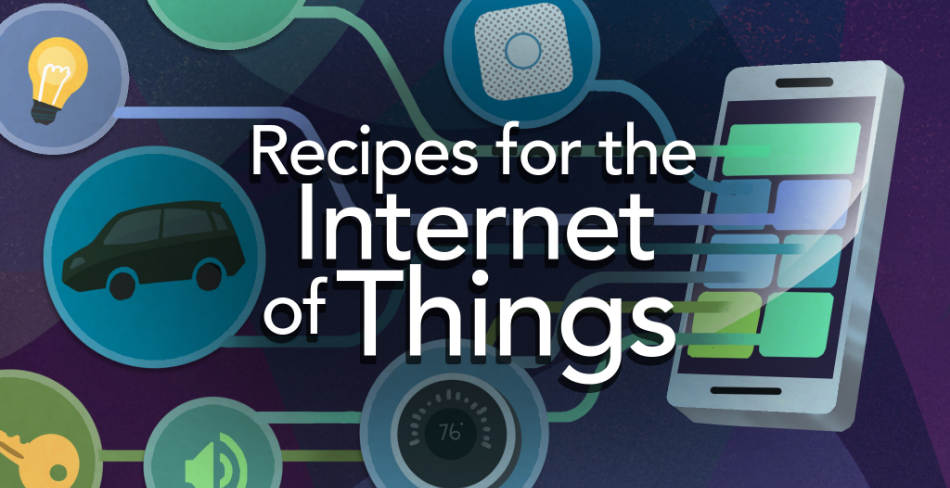 Recipes for the
Internet
of Things
76°